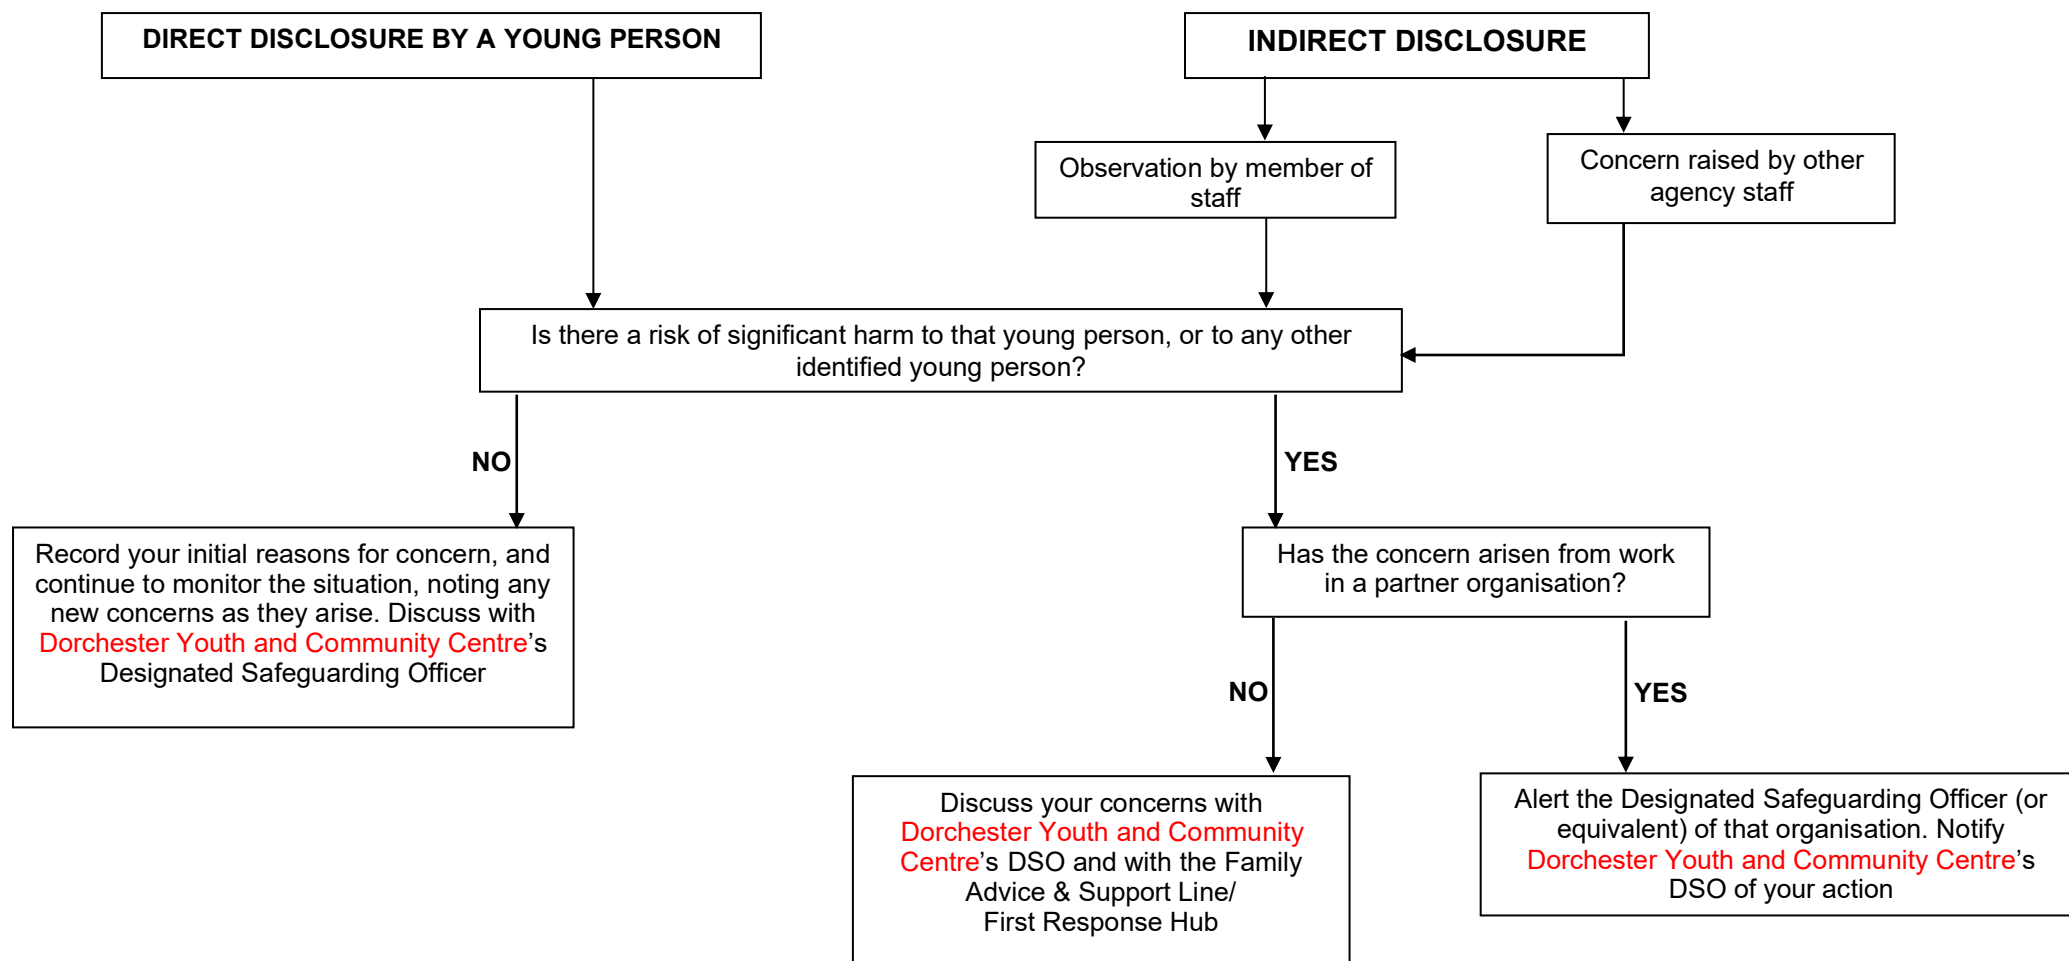 DIRECT DISCLOSURE BY A YOUNG PERSON
INDIRECT DISCLOSURE
Observation by member of
staff
Concern raised by other
agency staff
Is there a risk of significant harm to that young person, or to any other
identified young person?
NO
YES
Record your initial reasons for concern, and
continue to monitor the situation, noting any
new concerns as they arise. Discuss with
Dorchester Youth and Community Centre’s
Designated Safeguarding Officer
Has the concern arisen from work
in a partner organisation?
NO
YES
Discuss your concerns with
Dorchester Youth and Community
Centre’s DSO and with the Family
Advice & Support Line/
First Response Hub
Alert the Designated Safeguarding Officer (or
equivalent) of that organisation. Notify
Dorchester Youth and Community Centre’s
DSO of your action